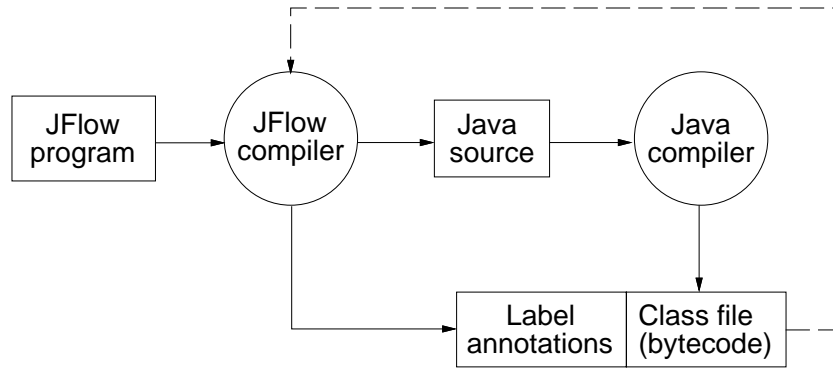 JFlow
program
JFlow
compiler
Java
source
Java
compiler
Label
annotations
Class file
(bytecode)